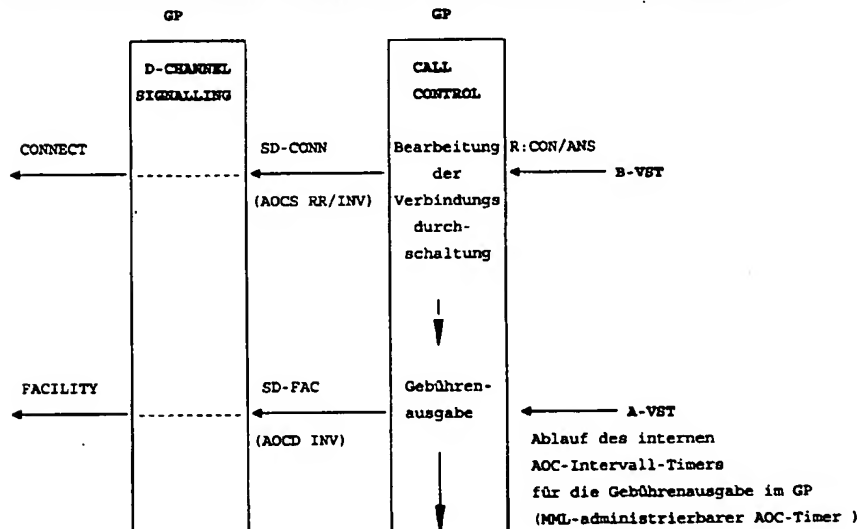 GP GP
D-CHANNEL SIGNALLING
CALL CONTROL
CONNECT
SD-CONN
(AOCS RR/INV)
Bearbeitung
der
Verbindungs
durch-
schaltung
R:CON/ANS
B-VST
FACILITY
SD-FAC
(AOCD INV)
Gebühren-
ausgabe
A-VST
Ablauf des internen
AOC-Intervall-Timers
für die Gebührenausgabe im GP
(MML-administrierbarer AOC-Timer )